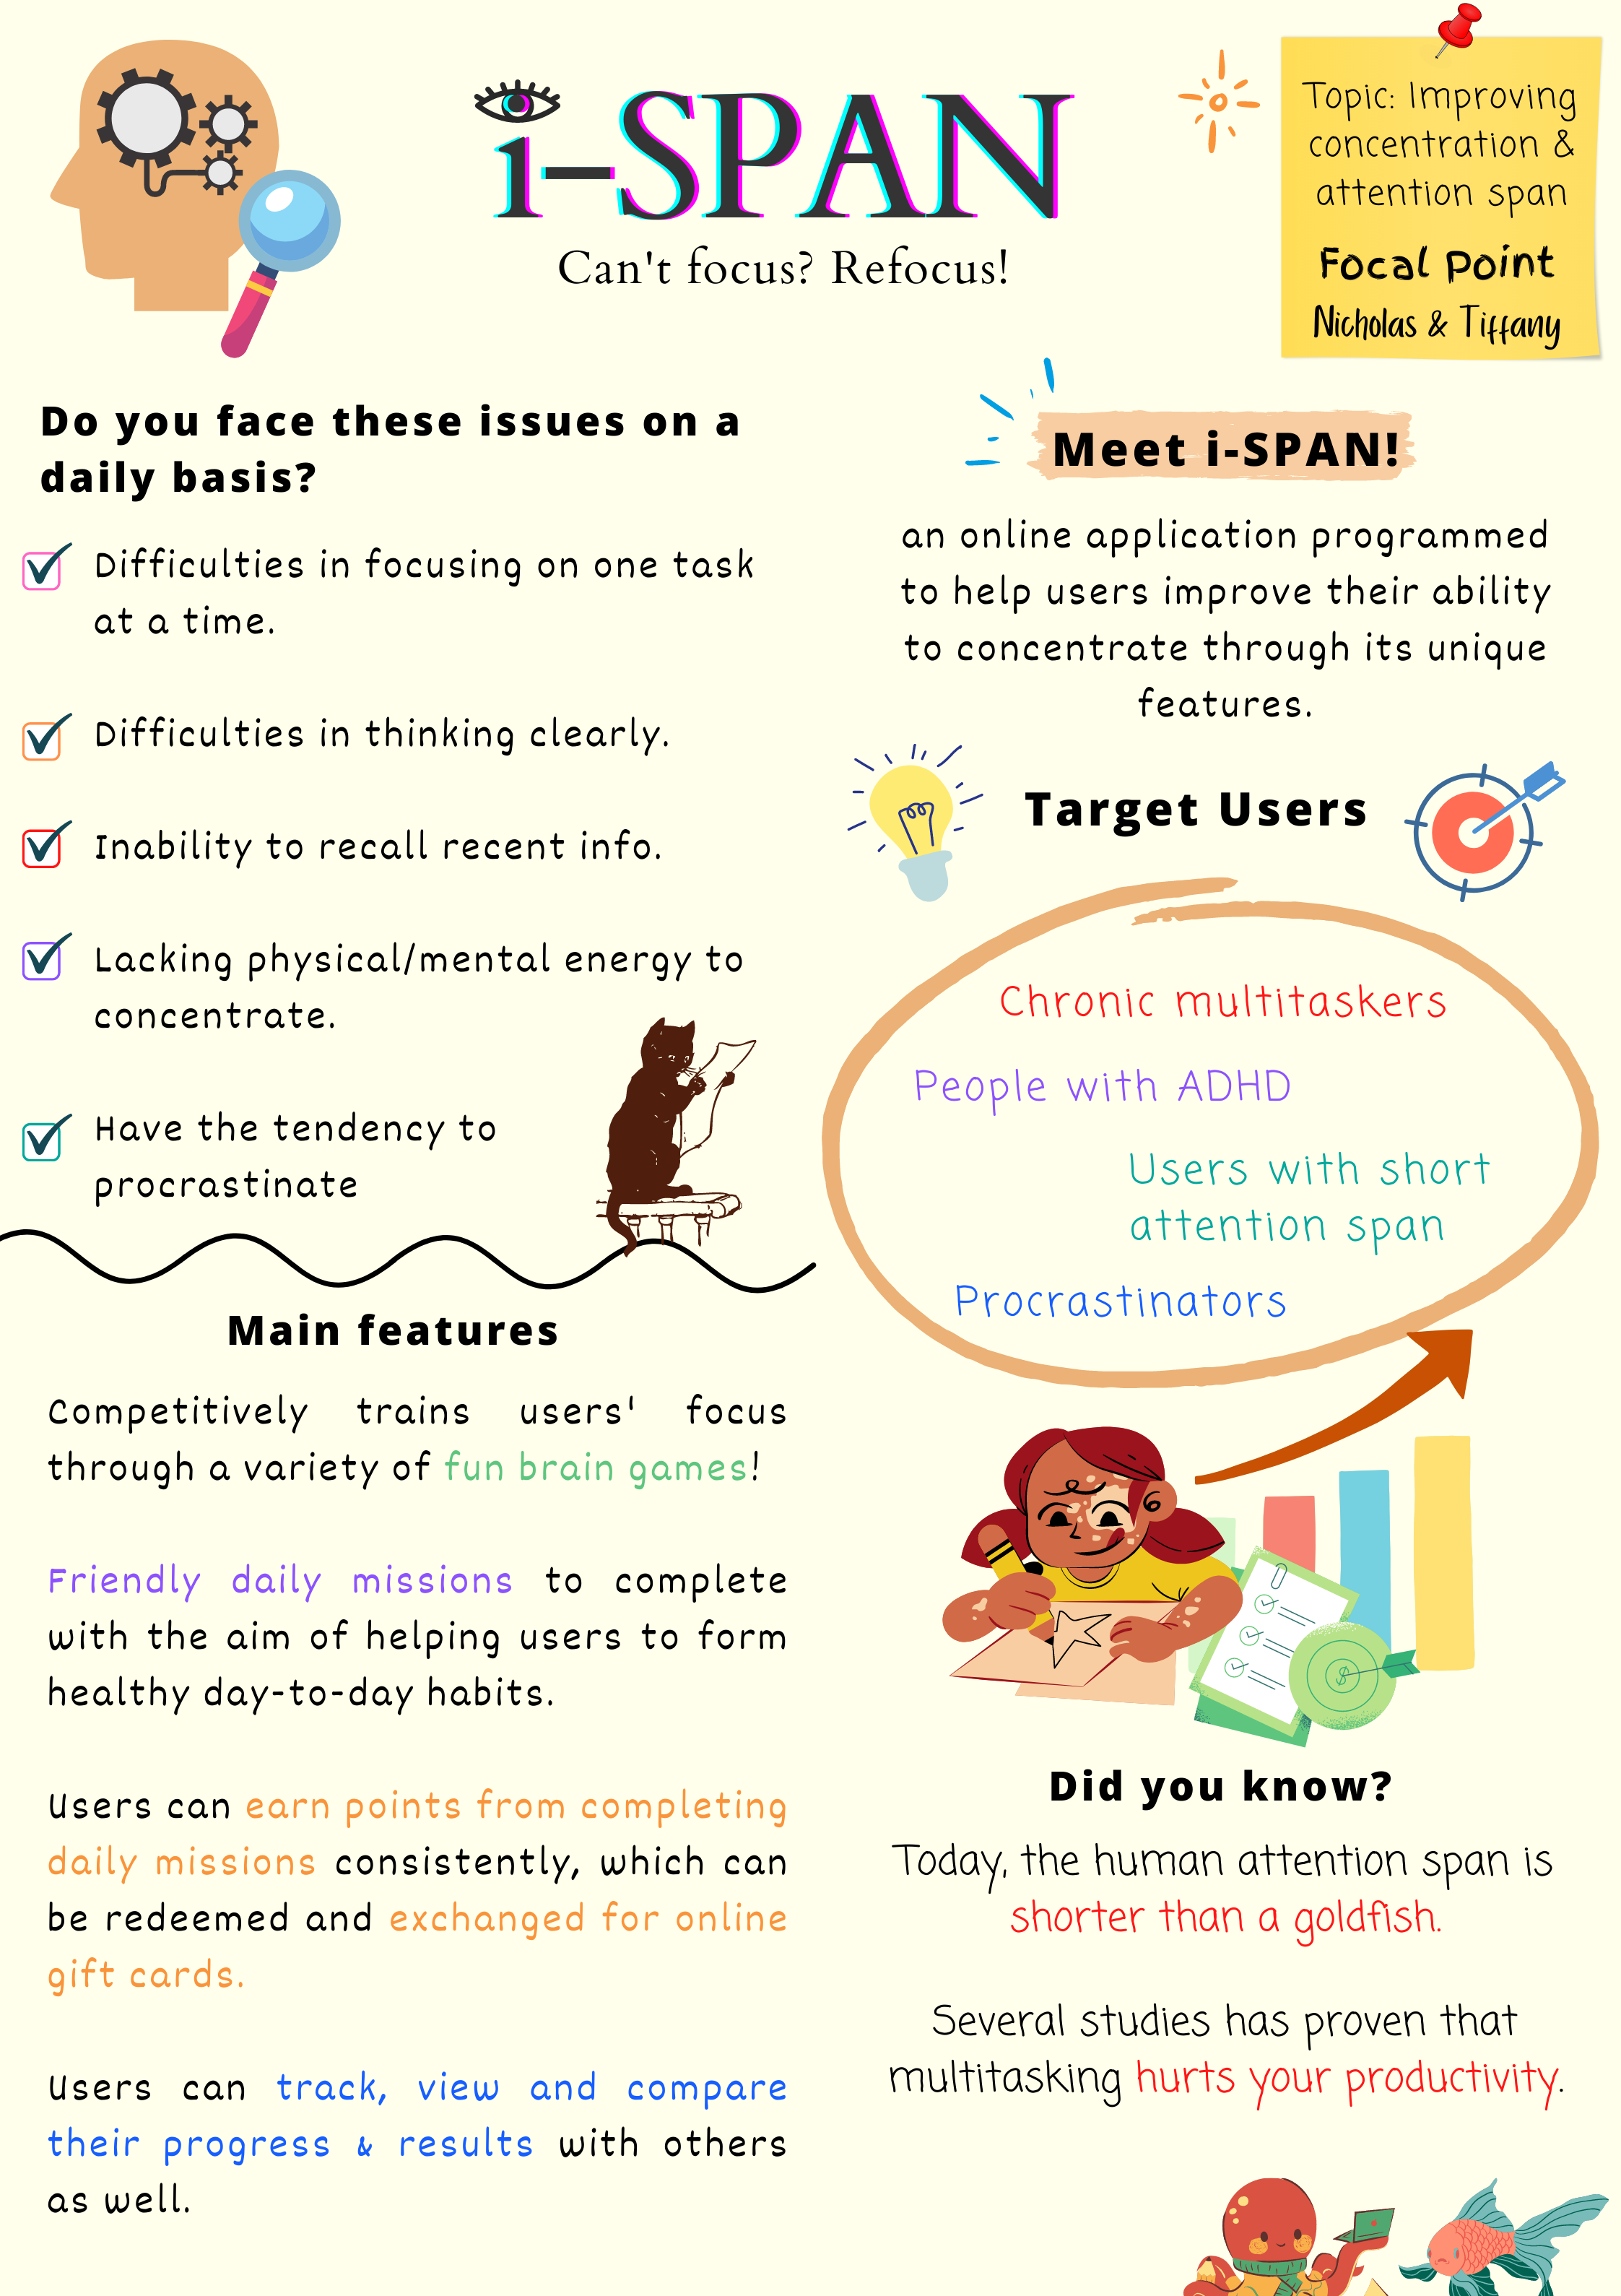 i-SPAN
Can't focus? Refocus!
Topic: Improving
concentration &
attention span
Focal Point
Nicholas & Tiffany
Do you face these issues on a
daily basis?
Difficulties in focusing on one task
at a time.
Difficulties in thinking clearly.
Inability to recall recent info.
Lacking physical/mental energy to
concentrate.
Have the tendency to
procrastinate
Main features
Competitively trains users' focus
through a variety of fun brain games!
Friendly daily missions to complete
with the aim of helping users to form
healthy day-to-day habits.
Users can earn points from completing
daily missions consistently, which can
be redeemed and exchanged for online
gift cards.
Users can track, view and compare
their progress & results with others
as well.
Meet i-SPAN!
an online application programmed
to help users improve their ability
to concentrate through its unique
features.
Target Users
Chronic multitaskers
People with ADHD
Users with short
attention span
Procrastinators
$
Did you know?
Today, the human attention span is
shorter than a goldfish.
Several studies has proven that
multitasking hurts your productivity.